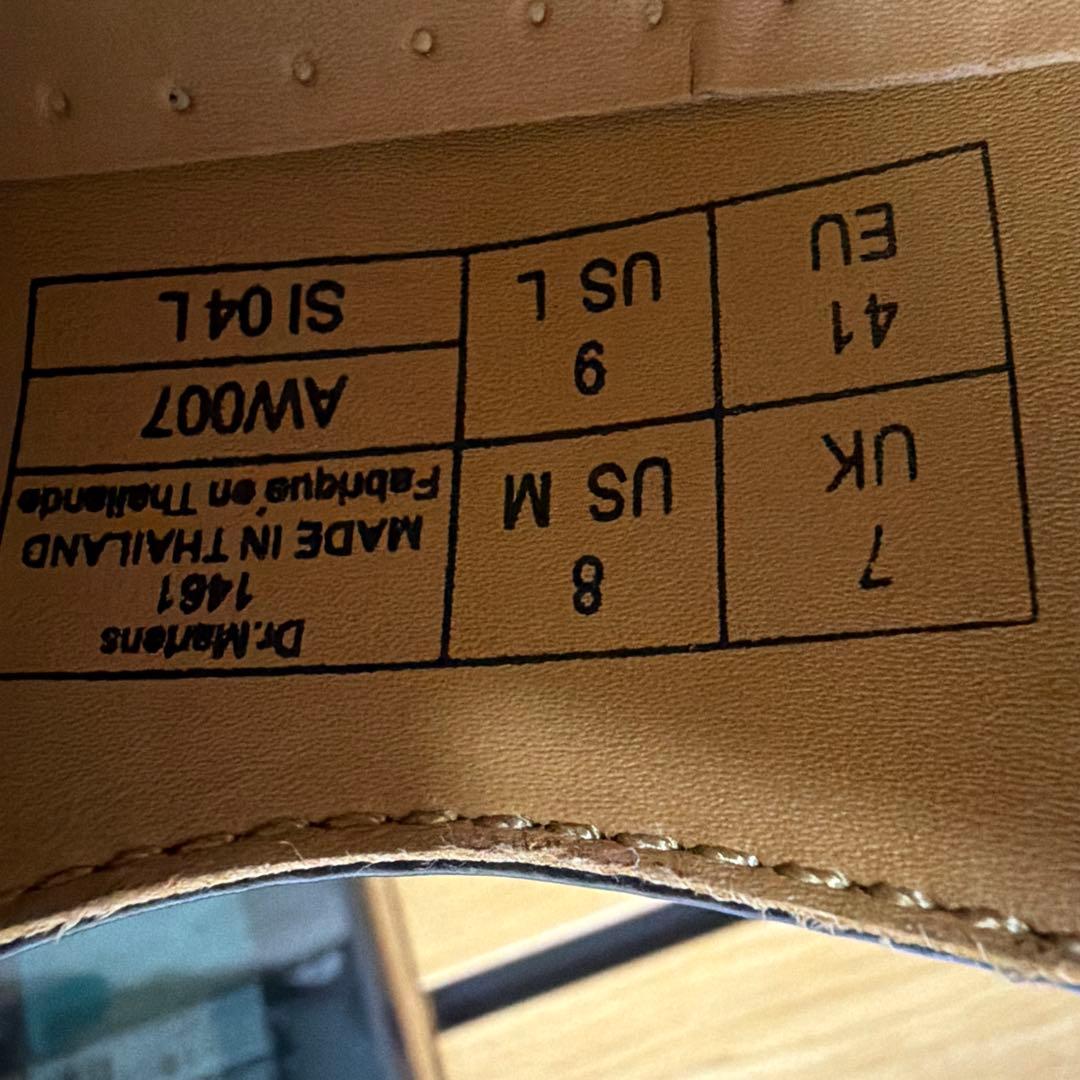 7
UK
41
EU
8
US M
9
US L
Dr.Martens
1461
MADE IN THAILAND
Fabriqué en Thailande
AW007
SI 04 L